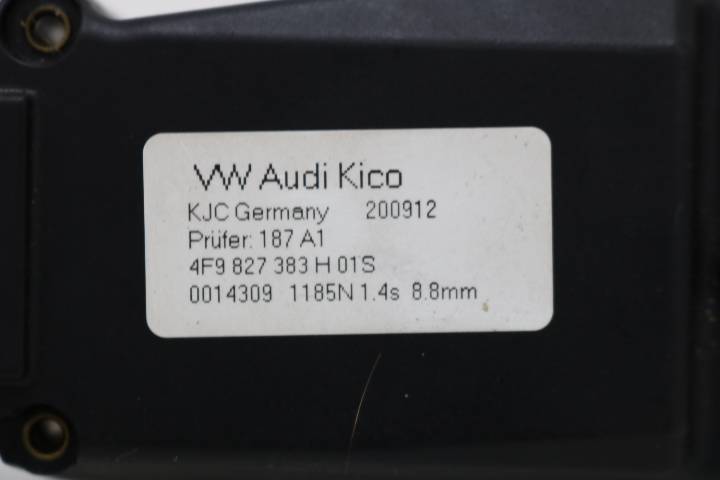 VW Audi Kico
KJC Germany 200912
Prüfer: 187 A1
4F9 827 383 H 01S
0014309 1185N 1.4s 8.8mm